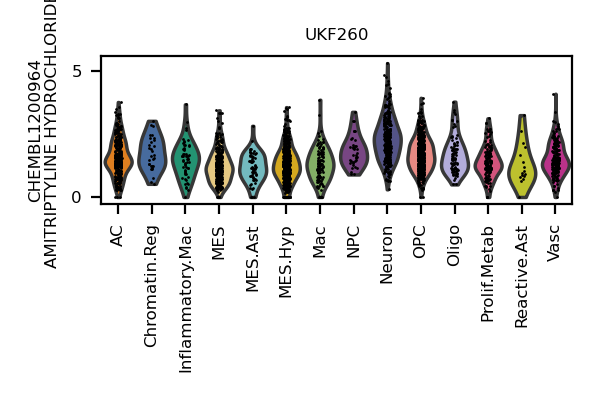 UKF260
CHEMBL1200964
AMITRIPTYLINE HYDROCHLORIDE
5
0
AC
Chromatin.Reg
Inflammatory.Mac
MES
MES.Ast
MES.Hyp
Mac
NPC
Neuron
OPC
Oligo
Prolif.Metab
Reactive.Ast
Vasc